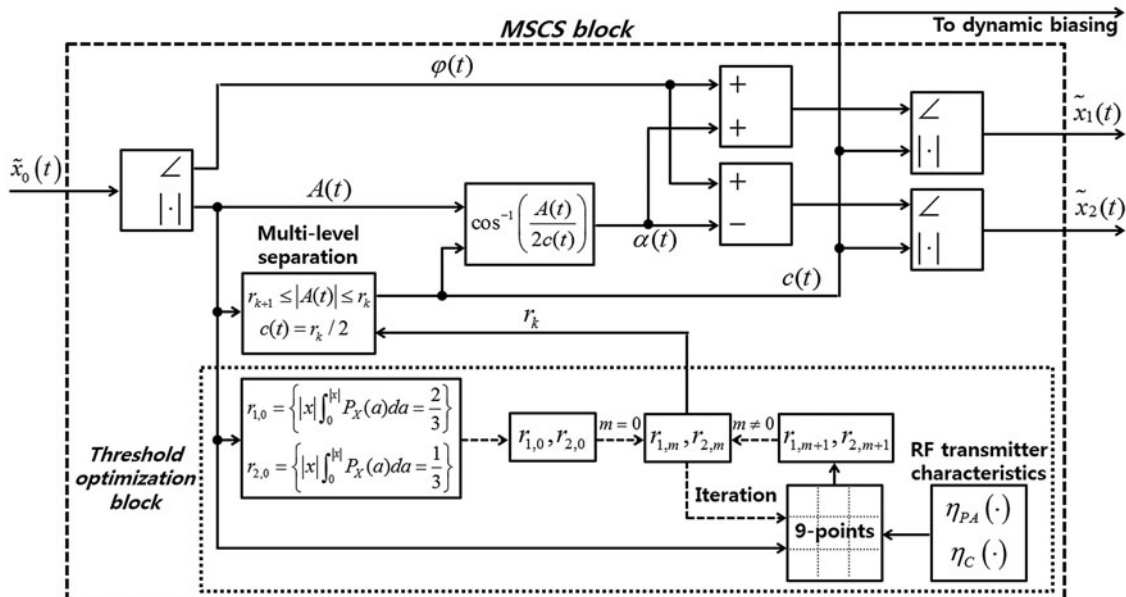 To dynamic biasing
MSCS block
φ(t)
+
+
∠
|·|
x̃₁(t)
x̃₀(t)
∠
|·|
A(t)
cos⁻¹(A(t)/2c(t))
α(t)
+
−
∠
|·|
x̃₂(t)
Multi-level
separation
r_{k+1} ≤ |A(t)| ≤ r_k
c(t) = r_k / 2
c(t)
r_k
Threshold
optimization
block
r_{1,0} = {|x| ∫₀^{|x|} P_X(a)da = 2/3}
r_{2,0} = {|x| ∫₀^{|x|} P_X(a)da = 1/3}
r_{1,0}, r_{2,0}
m = 0
r_{1,m}, r_{2,m}
m ≠ 0
r_{1,m+1}, r_{2,m+1}
Iteration
9-points
RF transmitter
characteristics
η_{PA}(·)
η_C(·)